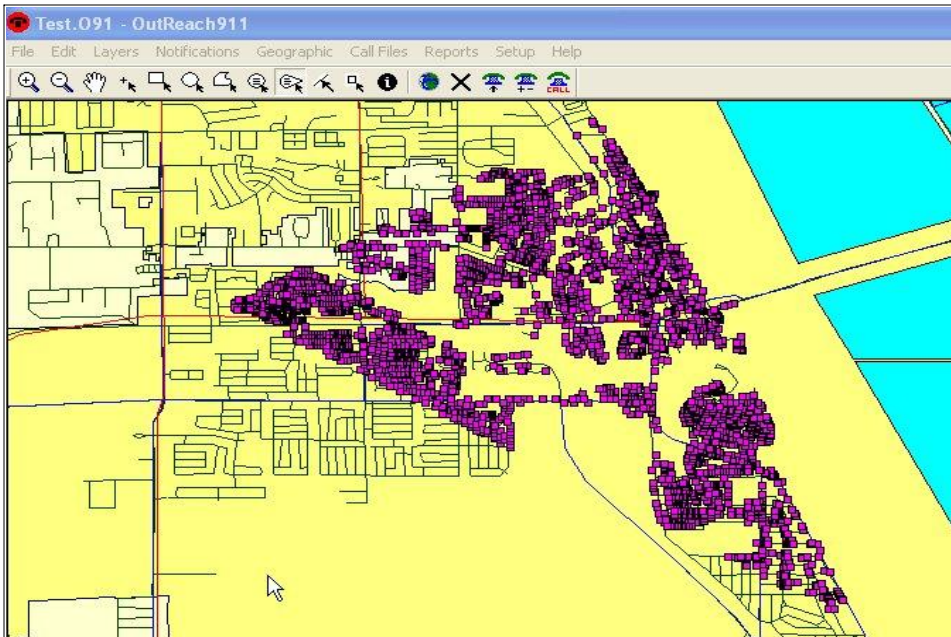 Test.O91 - OutReach911
File Edit Layers Notifications Geographic Call Files Reports Setup Help
CALL